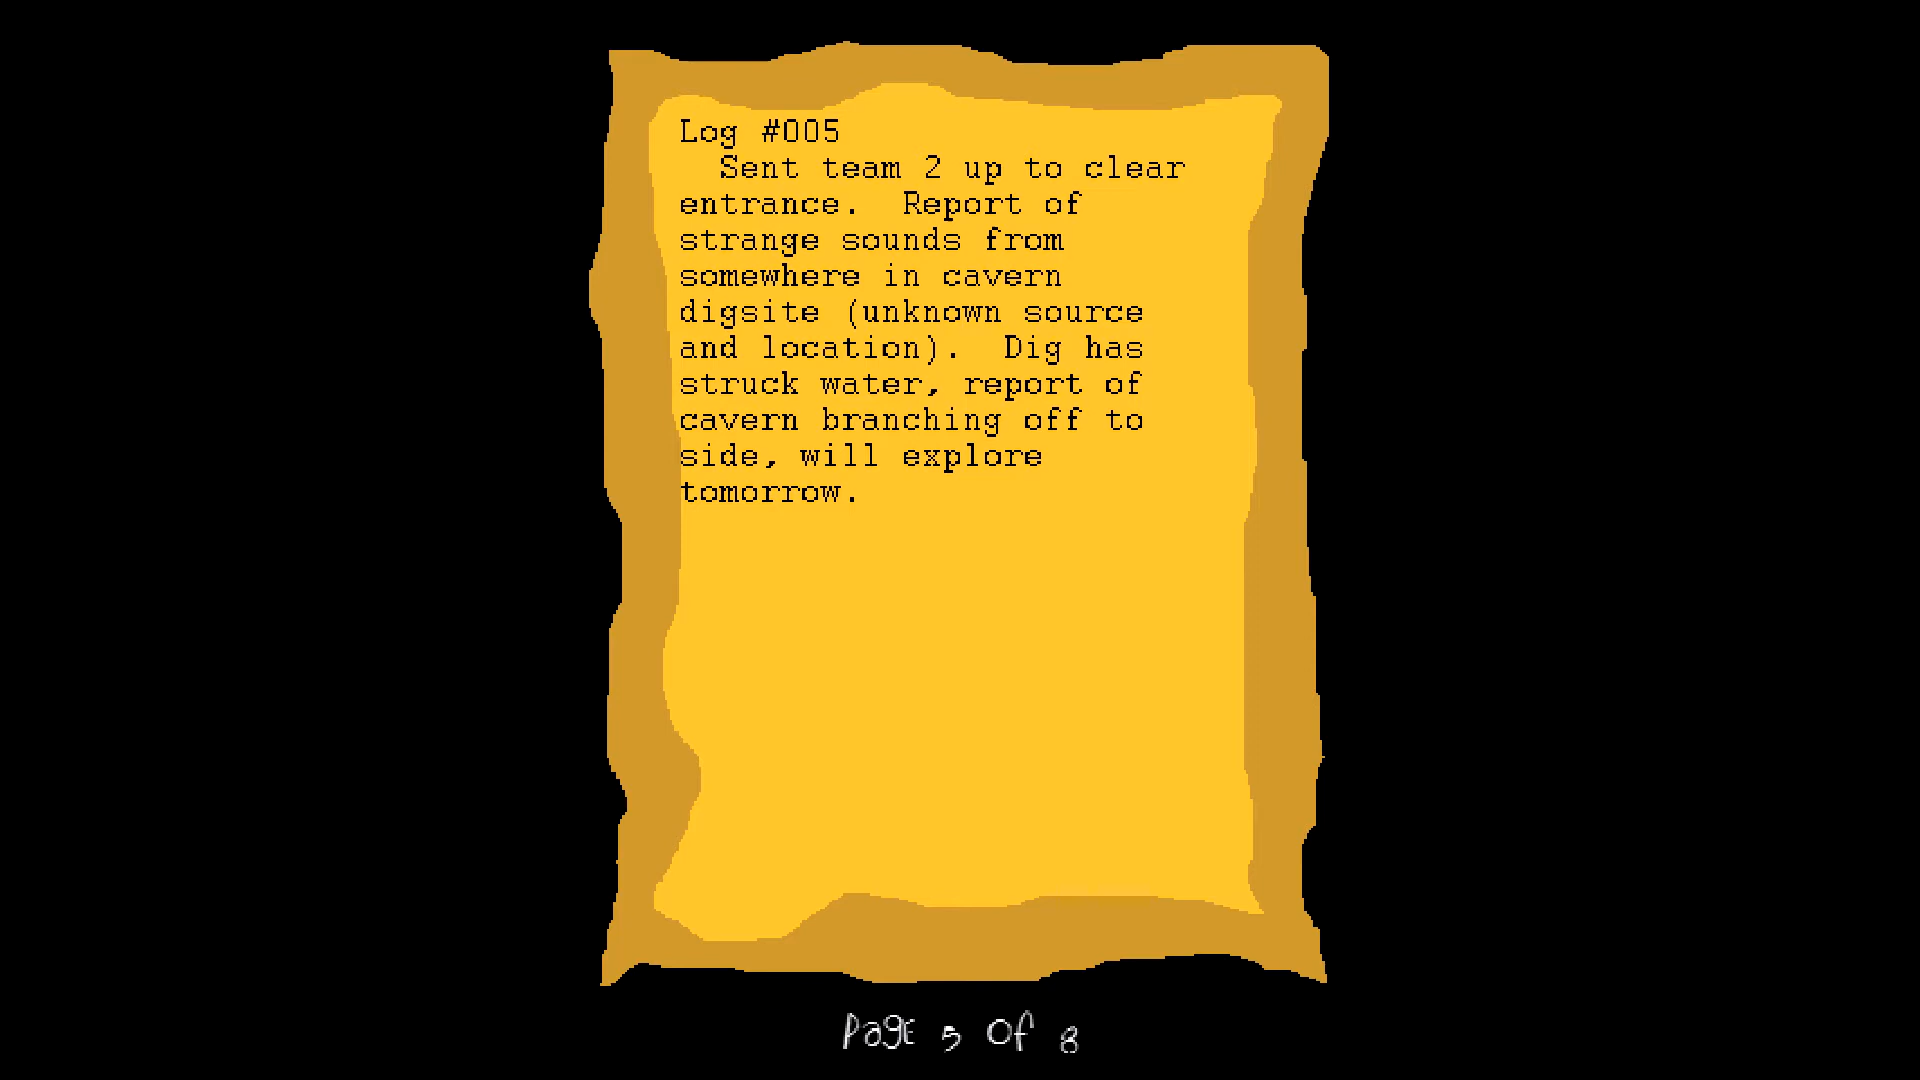 Log #005
Sent team 2 up to clear
entrance.  Report of
strange sounds from
somewhere in cavern
digsite (unknown source
and location).  Dig has
struck water, report of
cavern branching off to
side, will explore
tomorrow.
Page 5 of 8